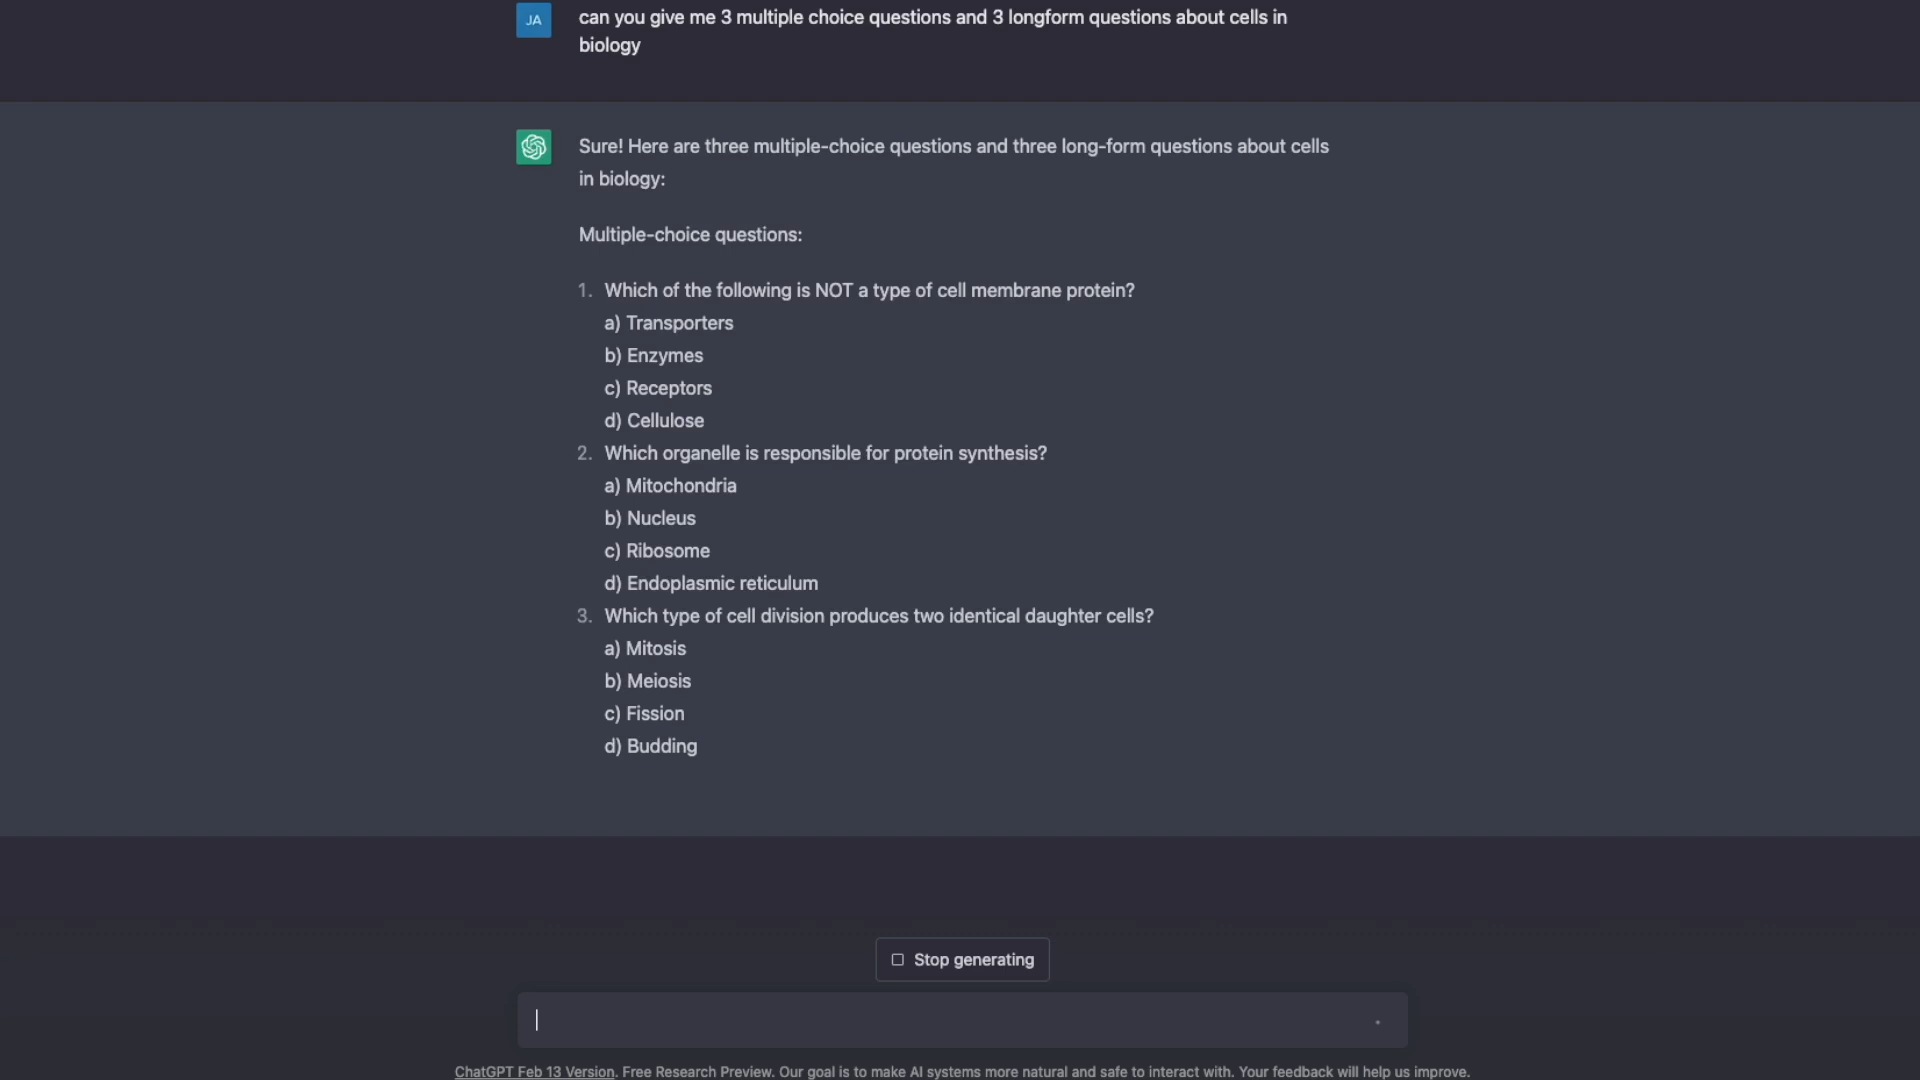 JA
can you give me 3 multiple choice questions and 3 longform questions about cells in
biology
Sure! Here are three multiple-choice questions and three long-form questions about cells
in biology:
Multiple-choice questions:
1. Which of the following is NOT a type of cell membrane protein?
a) Transporters
b) Enzymes
c) Receptors
d) Cellulose
2. Which organelle is responsible for protein synthesis?
a) Mitochondria
b) Nucleus
c) Ribosome
d) Endoplasmic reticulum
3. Which type of cell division produces two identical daughter cells?
a) Mitosis
b) Meiosis
c) Fission
d) Budding
Stop generating
ChatGPT Feb 13 Version. Free Research Preview. Our goal is to make AI systems more natural and safe to interact with. Your feedback will help us improve.